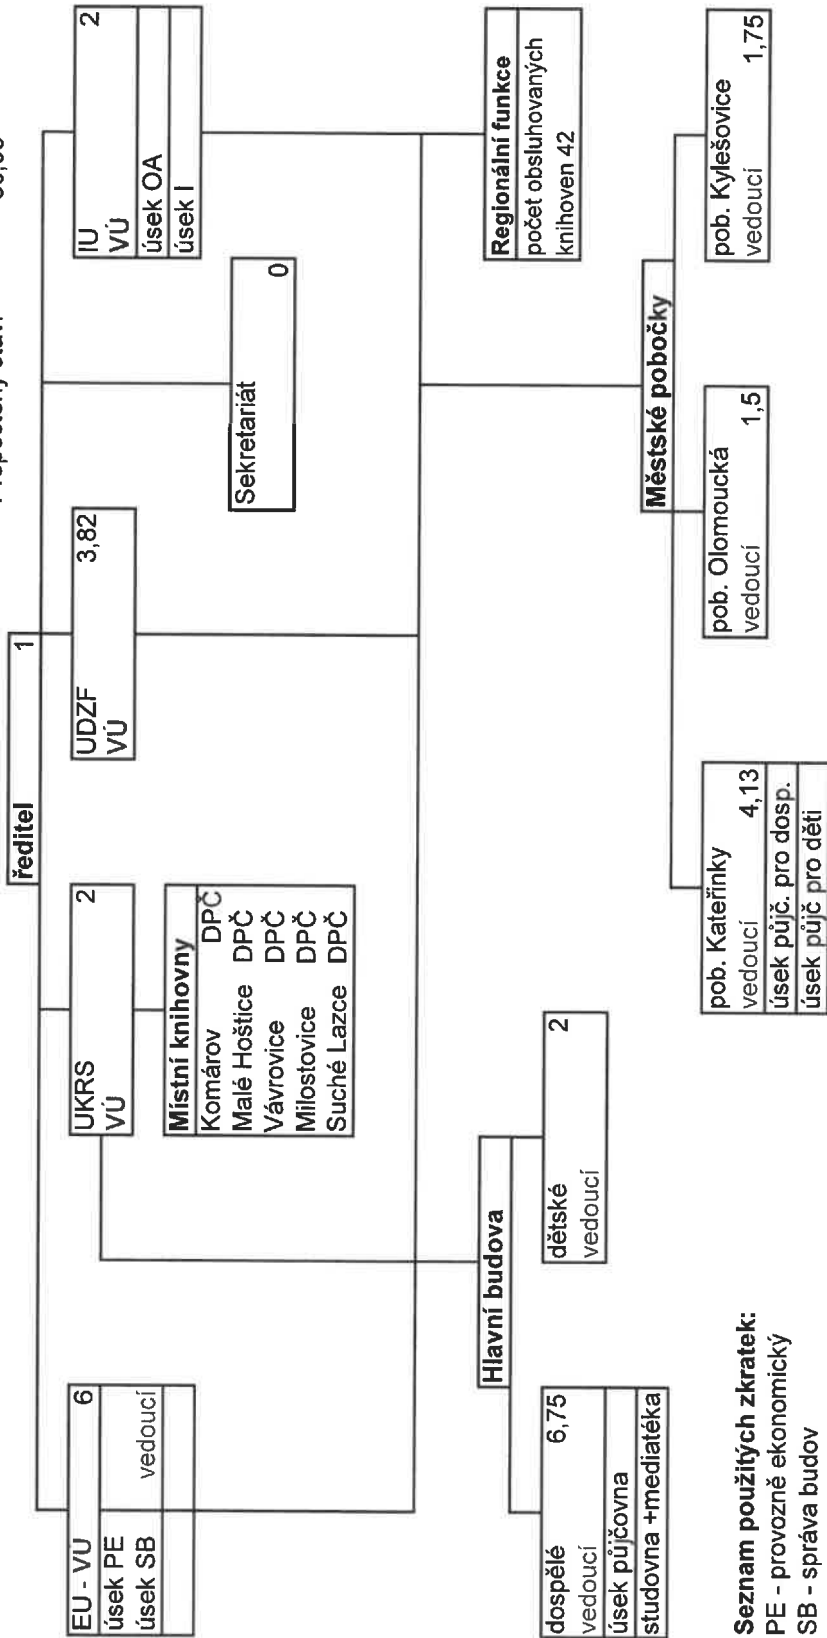 ředitel 1
EU - VÚ 6
úsek PE
úsek SB vedoucí
UKRS 2
VÚ
Místní knihovny
Komárov DPČ
Malé Hoštice DPČ
Vávrovice DPČ
Milostovice DPČ
Suché Lazce DPČ
UDZF 3,82
VÚ
Sekretariát 0
IU 2
VÚ
úsek OA
úsek I
Hlavní budova
dospělé 6,75
vedoucí
úsek půjčovna
studovna +mediatéka
dětské 2
vedoucí
Regionální funkce
počet obsluhovaných
knihoven 42
Městské pobočky
pob. Kateřinky
vedoucí 4,13
úsek půjč. pro dosp.
úsek půjč pro děti
pob. Olomoucká
vedoucí 1,5
pob. Kylešovice
vedoucí 1,75
Seznam použitých zkratek:
PE - provozně ekonomický
SB - správa budov